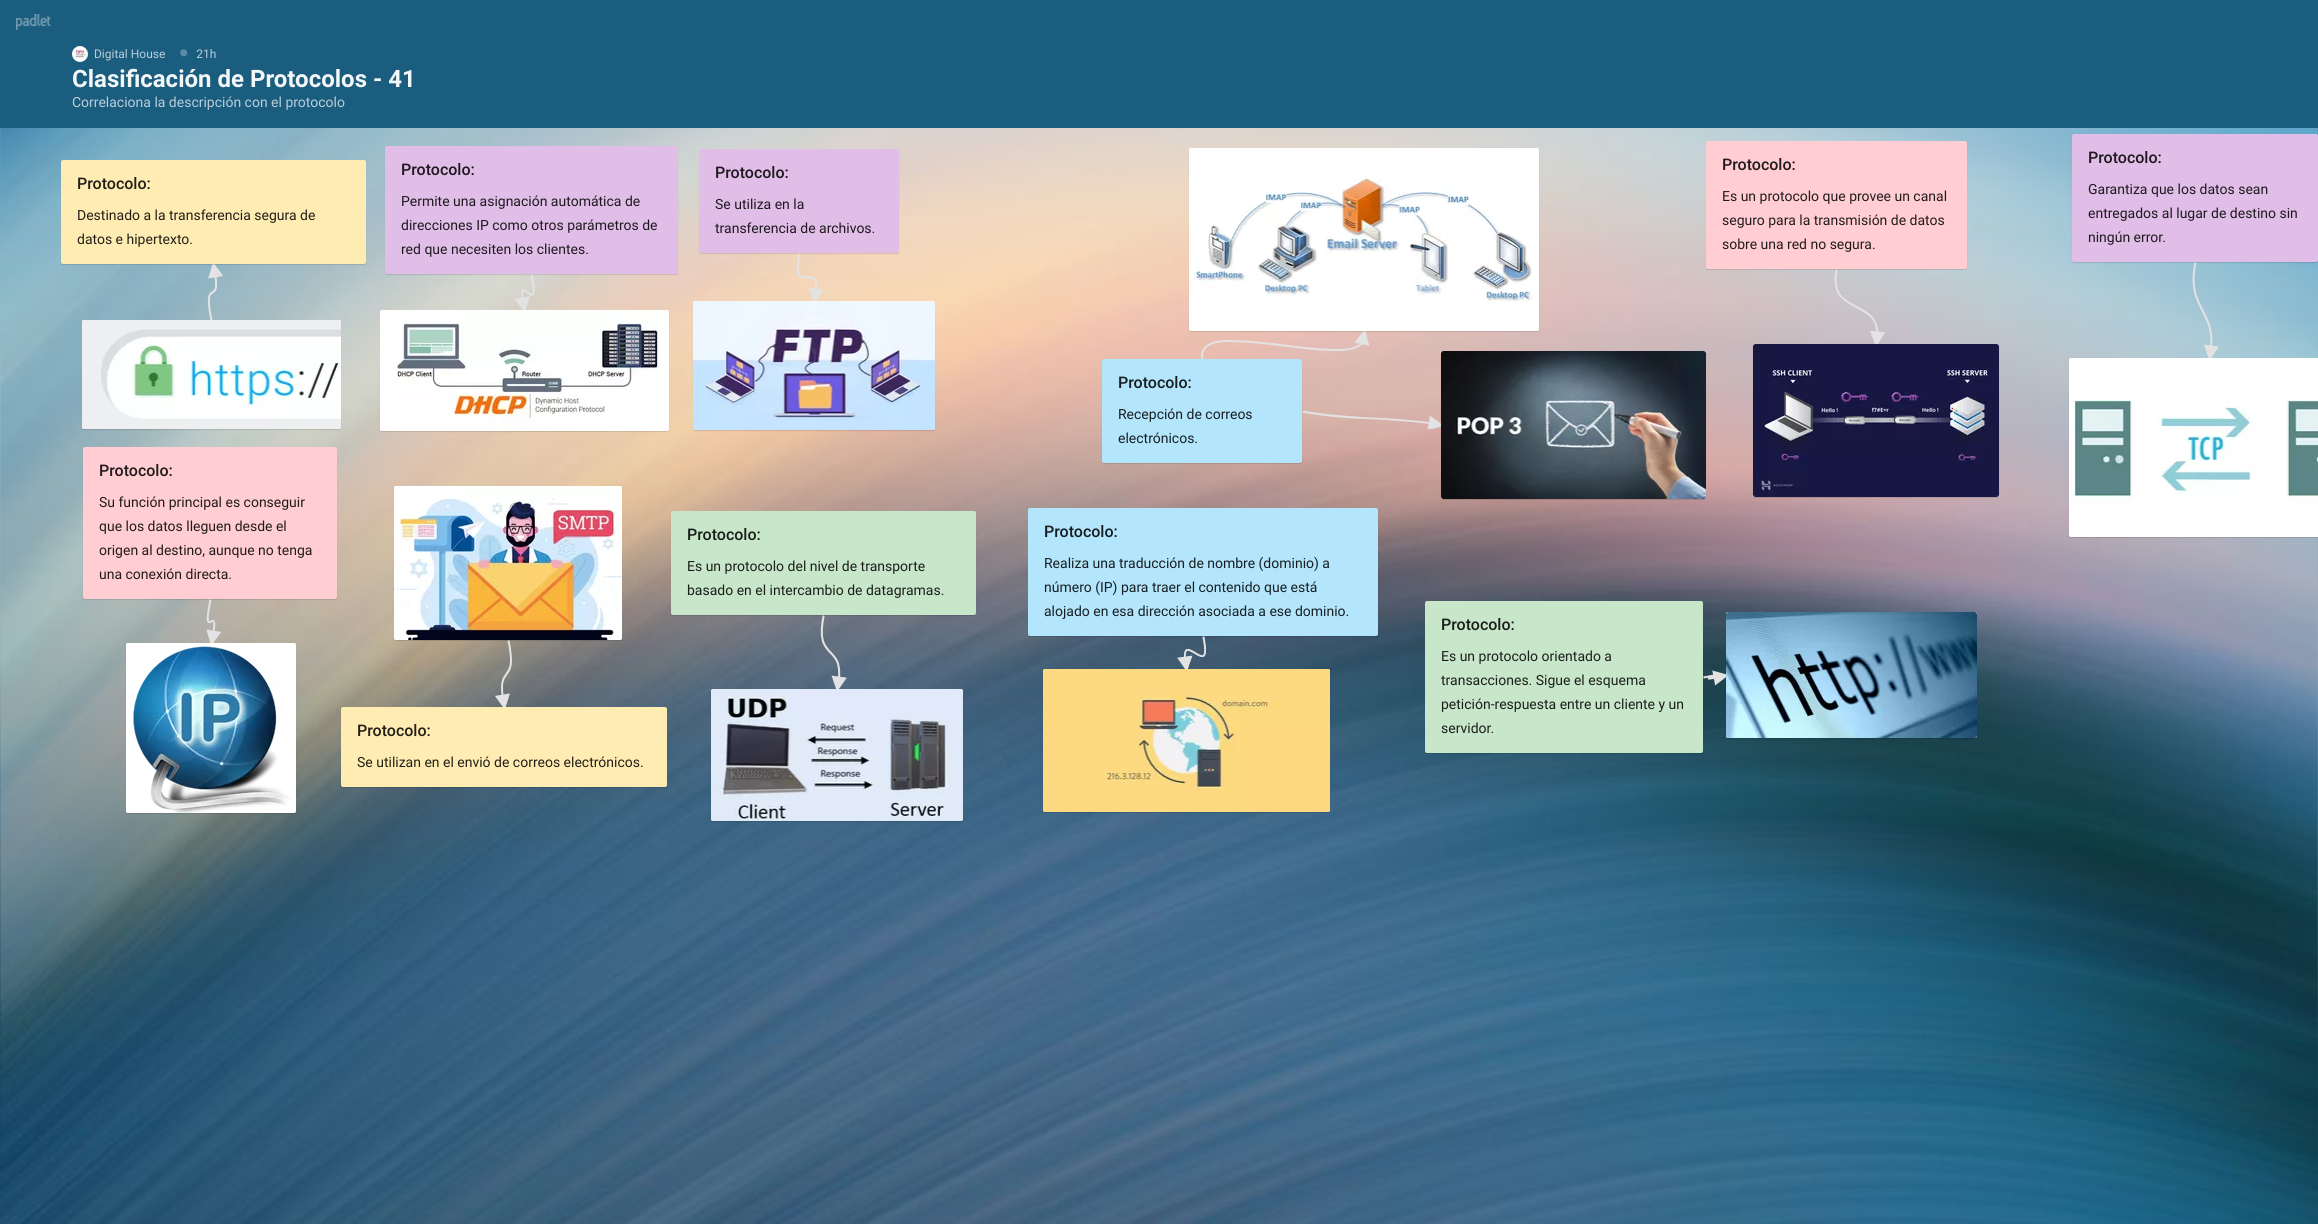 padlet
Digital House
21h
Clasificación de Protocolos - 41
Correlaciona la descripción con el protocolo
Protocolo:
Destinado a la transferencia segura de
datos e hipertexto.
https://
Protocolo:
Permite una asignación automática de
direcciones IP como otros parámetros de
red que necesiten los clientes.
DHCP Client
Router
DHCP Server
DHCP
Dynamic Host
Configuration Protocol
Protocolo:
Se utiliza en la
transferencia de archivos.
FTP
IMAP
IMAP
IMAP
IMAP
Email Server
SmartPhone
Desktop PC
Tablet
Desktop PC
Protocolo:
Recepción de correos
electrónicos.
POP 3
Protocolo:
Es un protocolo que provee un canal
seguro para la transmisión de datos
sobre una red no segura.
SSH CLIENT
SSH SERVER
Hello !
Hello !
Protocolo:
Garantiza que los datos sean
entregados al lugar de destino sin
ningún error.
TCP
Protocolo:
Su función principal es conseguir
que los datos lleguen desde el
origen al destino, aunque no tenga
una conexión directa.
IP
SMTP
Protocolo:
Se utilizan en el envió de correos electrónicos.
Protocolo:
Es un protocolo del nivel de transporte
basado en el intercambio de datagramas.
UDP
Request
Response
Response
Client
Server
Protocolo:
Realiza una traducción de nombre (dominio) a
número (IP) para traer el contenido que está
alojado en esa dirección asociada a ese dominio.
domain.com
216.3.128.12
Protocolo:
Es un protocolo orientado a
transacciones. Sigue el esquema
petición-respuesta entre un cliente y un
servidor.
http://www